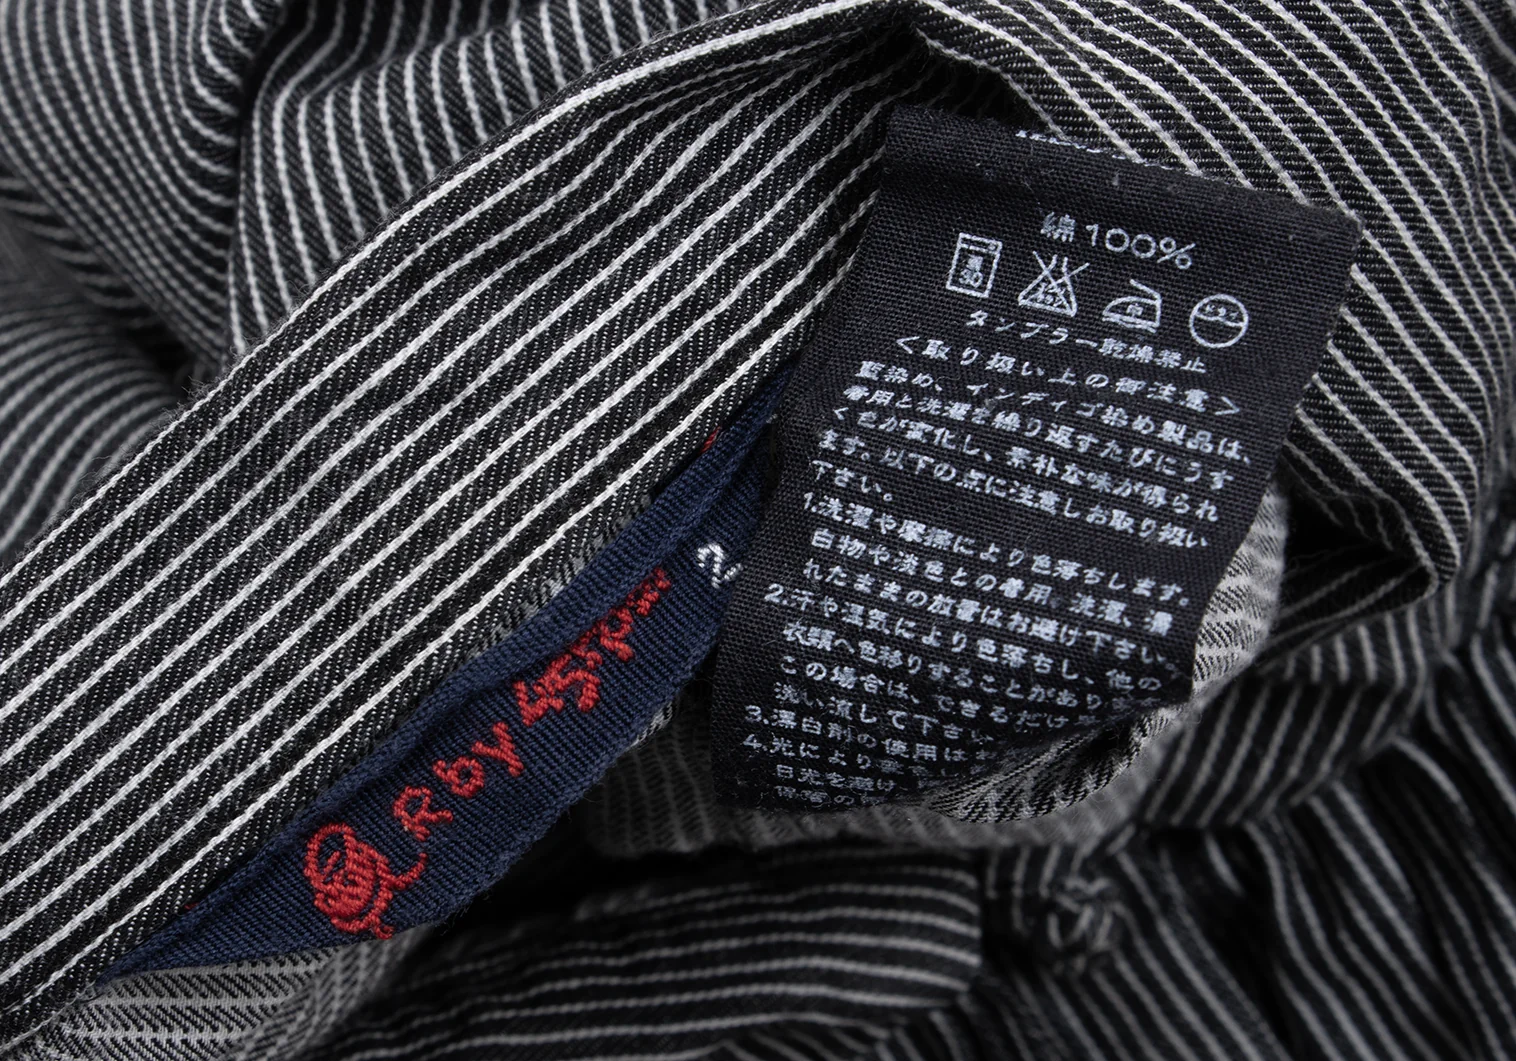 綿100%
タンブラー乾燥禁止
<取り扱い上の御注意>
藍染め、インディゴ染め製品は、
着用と洗濯を繰り返すたびにうす
く色が変化し、素朴な味が得られ
ます。以下の点に注意しお取り扱い
下さい。
1.洗濯や摩擦により色落ちします。
白物や淡色との着用、洗濯、濡
れたままの放置はお避け下さい。
2.汗や湿気により色落ちし、他の
衣類へ色移りすることがあり
この場合は、できるだけ
洗い流して下さい
3.漂白剤の使用はお
4.光により変色
日光を避け
保管
R by 45rpm
2